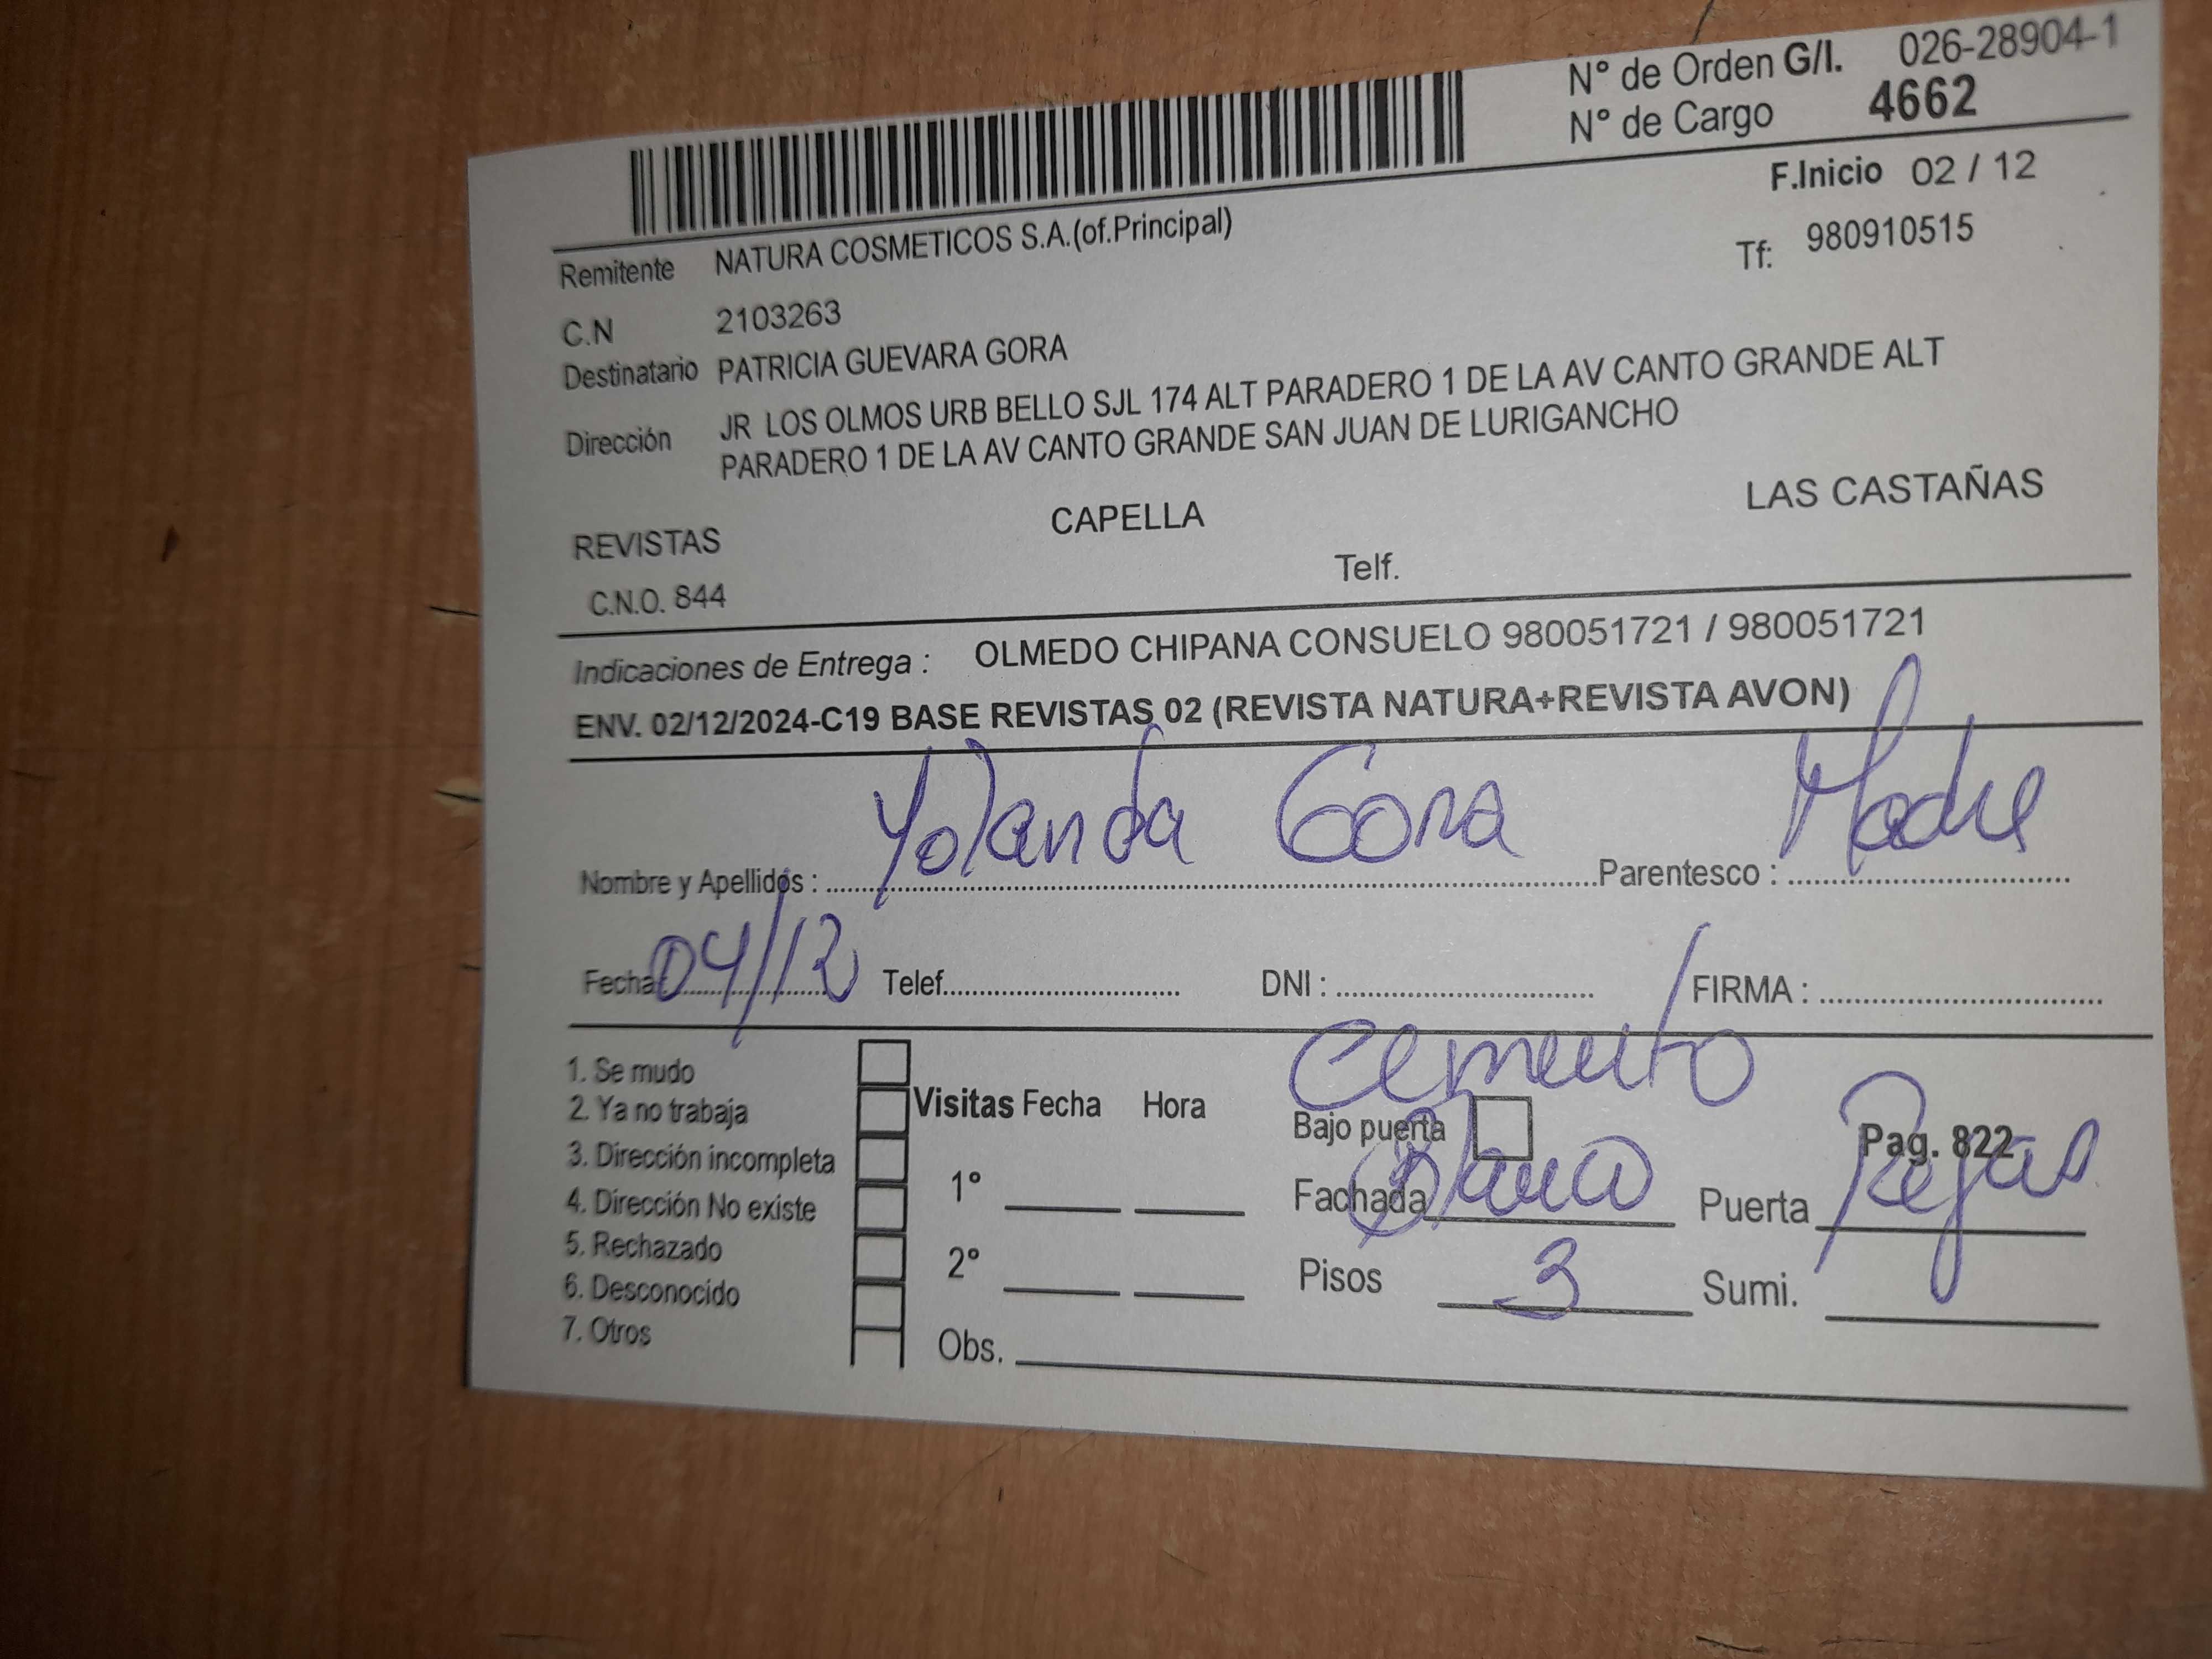 N° de Orden G/I. 026-28904-1
N° de Cargo 4662
F.Inicio 02 / 12
Remitente NATURA COSMETICOS S.A.(of.Principal)
Tf: 980910515
C.N 2103263
Destinatario PATRICIA GUEVARA GORA
Dirección JR LOS OLMOS URB BELLO SJL 174 ALT PARADERO 1 DE LA AV CANTO GRANDE ALT
PARADERO 1 DE LA AV CANTO GRANDE SAN JUAN DE LURIGANCHO
REVISTAS CAPELLA LAS CASTAÑAS
C.N.O. 844 Telf.
Indicaciones de Entrega : OLMEDO CHIPANA CONSUELO 980051721 / 980051721
ENV. 02/12/2024-C19 BASE REVISTAS 02 (REVISTA NATURA+REVISTA AVON)
Nombre y Apellidos : Yolanda Gora Parentesco : Madre
Fecha: 04/12 Telef. DNI : FIRMA :
1. Se mudo
2. Ya no trabaja
3. Dirección incompleta
4. Dirección No existe
5. Rechazado
6. Desconocido
7. Otros
Visitas Fecha Hora
1°
2°
Obs.
Cemento
Bajo puerta Pag. 822
Fachada Blanco Puerta Rejas
Pisos 3 Sumi.